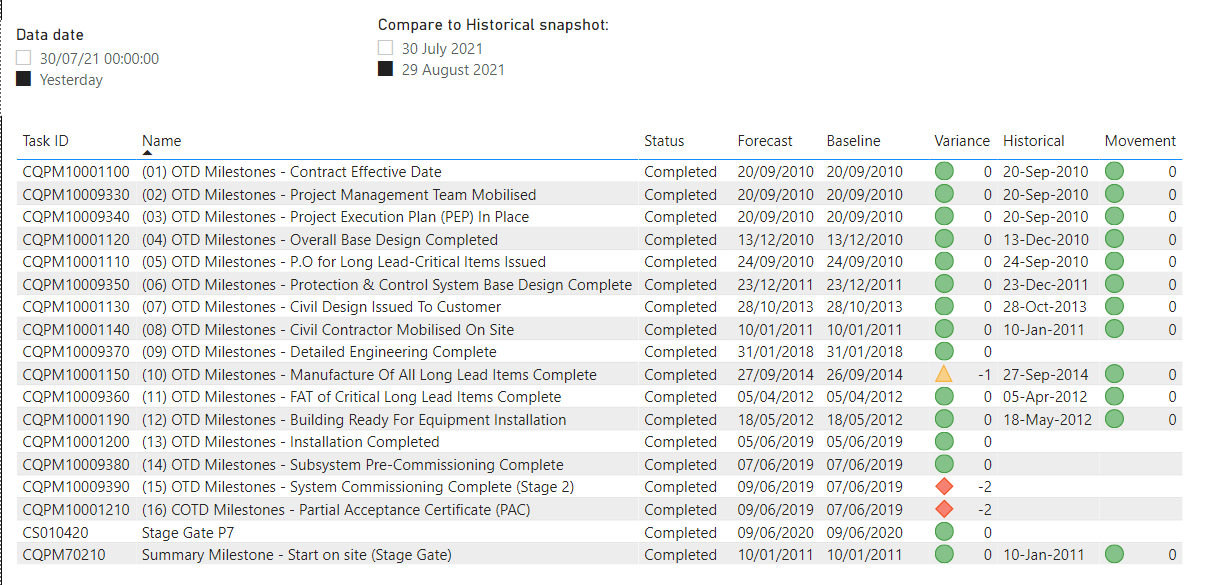 Data date
30/07/21 00:00:00
Yesterday
Compare to Historical snapshot:
30 July 2021
29 August 2021
Task ID Name Status Forecast Baseline Variance Historical Movement
CQPM10001100 (01) OTD Milestones - Contract Effective Date Completed 20/09/2010 20/09/2010 0 20-Sep-2010 0
CQPM10009330 (02) OTD Milestones - Project Management Team Mobilised Completed 20/09/2010 20/09/2010 0 20-Sep-2010 0
CQPM10009340 (03) OTD Milestones - Project Execution Plan (PEP) In Place Completed 20/09/2010 20/09/2010 0 20-Sep-2010 0
CQPM10001120 (04) OTD Milestones - Overall Base Design Completed Completed 13/12/2010 13/12/2010 0 13-Dec-2010 0
CQPM10001110 (05) OTD Milestones - P.O for Long Lead-Critical Items Issued Completed 24/09/2010 24/09/2010 0 24-Sep-2010 0
CQPM10009350 (06) OTD Milestones - Protection & Control System Base Design Complete Completed 23/12/2011 23/12/2011 0 23-Dec-2011 0
CQPM10001130 (07) OTD Milestones - Civil Design Issued To Customer Completed 28/10/2013 28/10/2013 0 28-Oct-2013 0
CQPM10001140 (08) OTD Milestones - Civil Contractor Mobilised On Site Completed 10/01/2011 10/01/2011 0 10-Jan-2011 0
CQPM10009370 (09) OTD Milestones - Detailed Engineering Complete Completed 31/01/2018 31/01/2018 0
CQPM10001150 (10) OTD Milestones - Manufacture Of All Long Lead Items Complete Completed 27/09/2014 26/09/2014 -1 27-Sep-2014 0
CQPM10009360 (11) OTD Milestones - FAT of Critical Long Lead Items Complete Completed 05/04/2012 05/04/2012 0 05-Apr-2012 0
CQPM10001190 (12) OTD Milestones - Building Ready For Equipment Installation Completed 18/05/2012 18/05/2012 0 18-May-2012 0
CQPM10001200 (13) OTD Milestones - Installation Completed Completed 05/06/2019 05/06/2019 0
CQPM10009380 (14) OTD Milestones - Subsystem Pre-Commissioning Complete Completed 07/06/2019 07/06/2019 0
CQPM10009390 (15) OTD Milestones - System Commissioning Complete (Stage 2) Completed 09/06/2019 07/06/2019 -2
CQPM10001210 (16) COTD Milestones - Partial Acceptance Certificate (PAC) Completed 09/06/2019 07/06/2019 -2
CS010420 Stage Gate P7 Completed 09/06/2020 09/06/2020 0
CQPM70210 Summary Milestone - Start on site (Stage Gate) Completed 10/01/2011 10/01/2011 0 10-Jan-2011 0